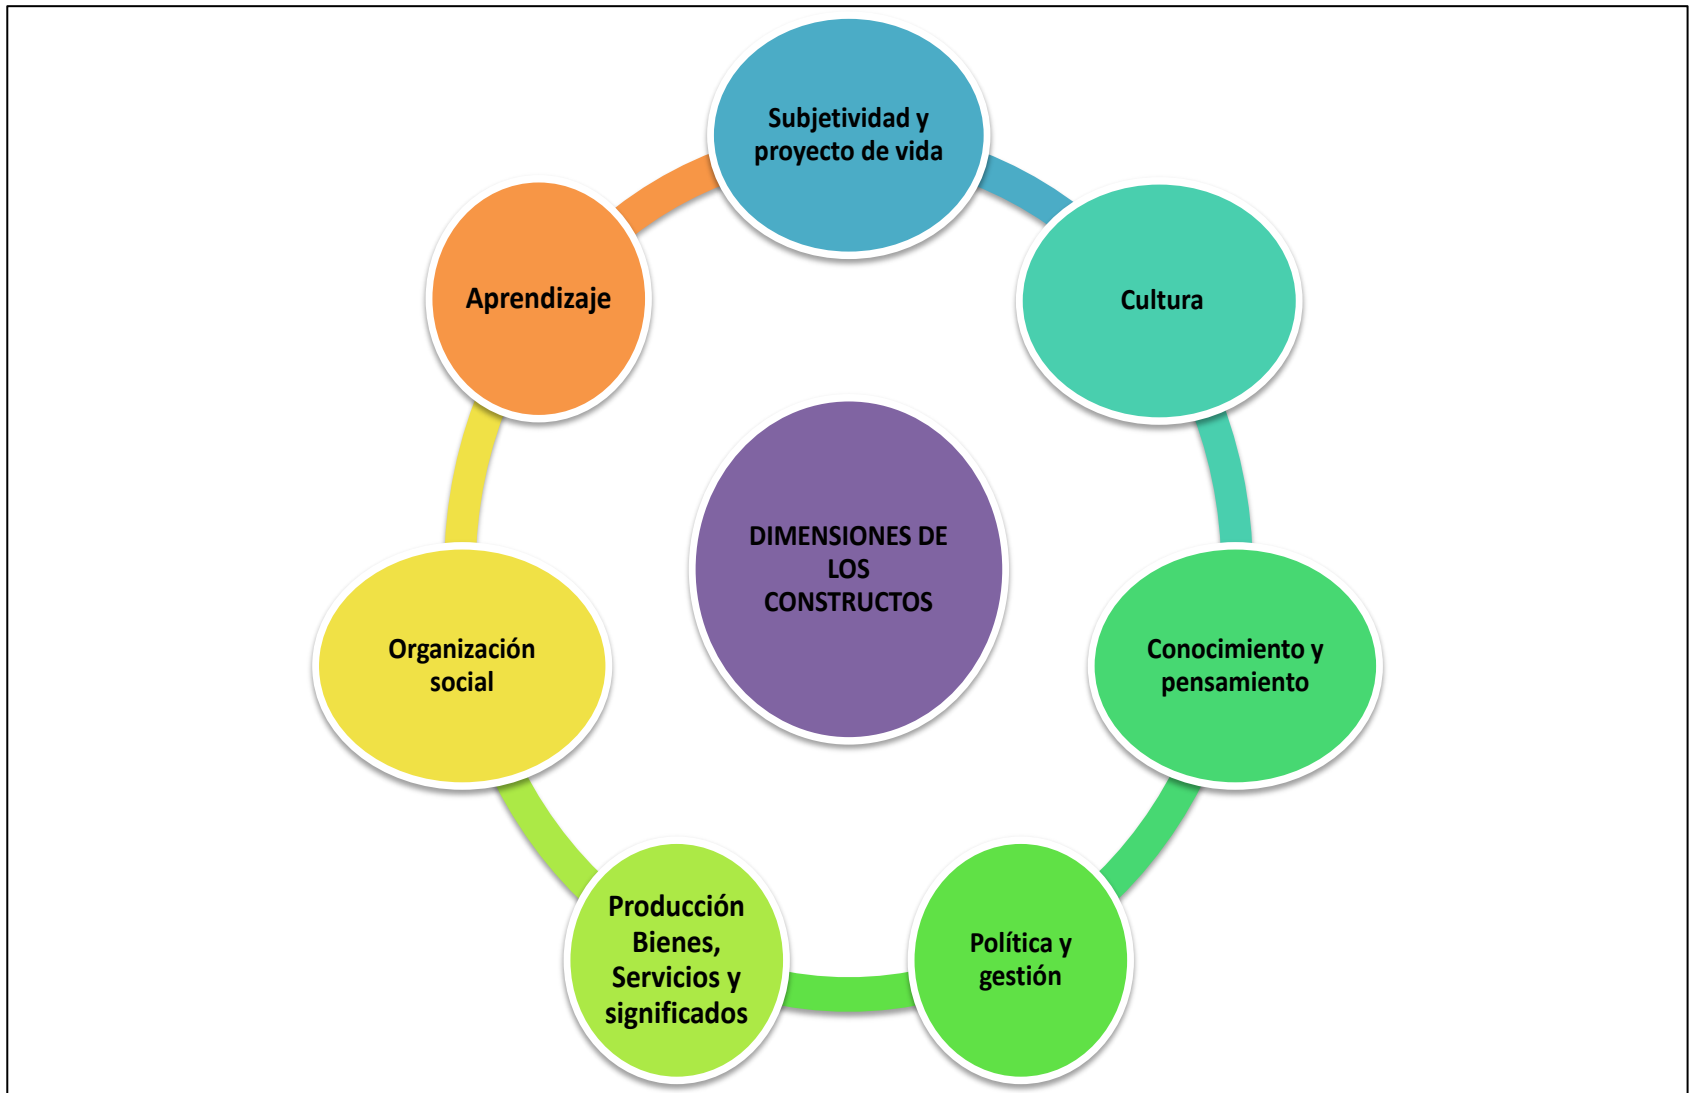 Subjetividad y
proyecto de vida
Cultura
Conocimiento y
pensamiento
Política y
gestión
Producción
Bienes,
Servicios y
significados
Organización
social
Aprendizaje
DIMENSIONES DE
LOS
CONSTRUCTOS